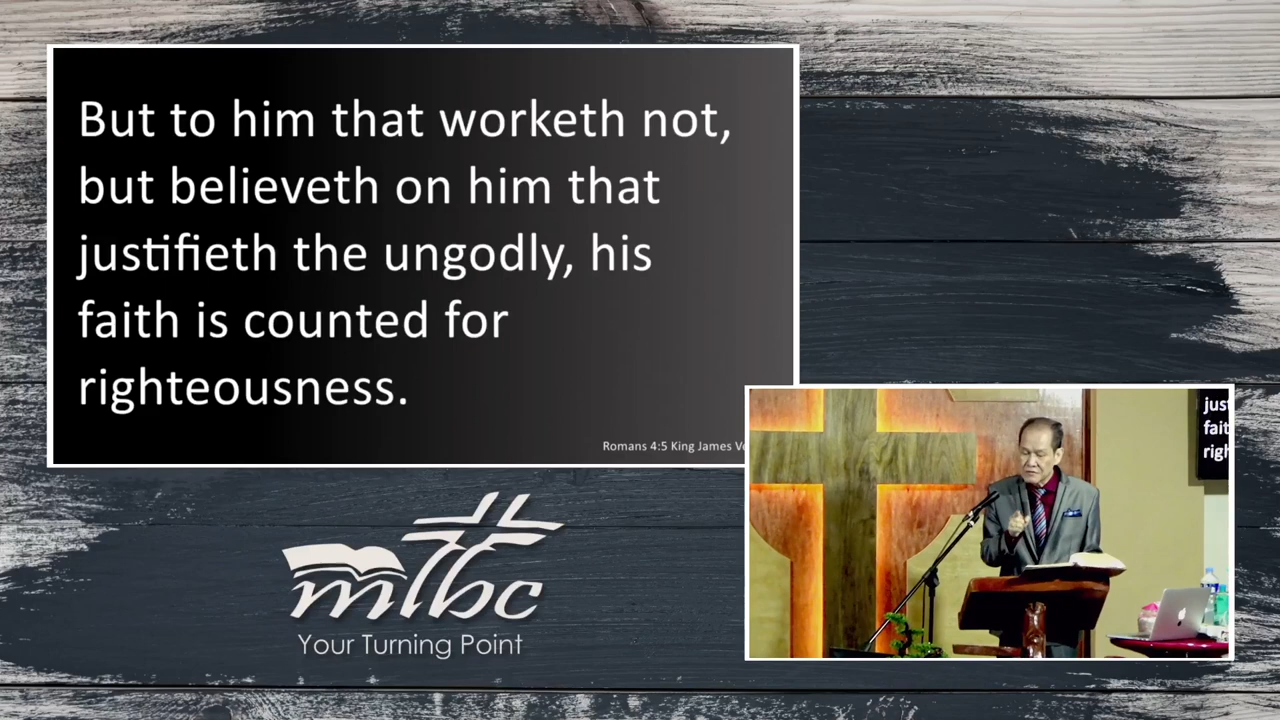 But to him that worketh not,
but believeth on him that
justifieth the ungodly, his
faith is counted for
righteousness.
Romans 4:5 King James
mlbc
Your Turning Point